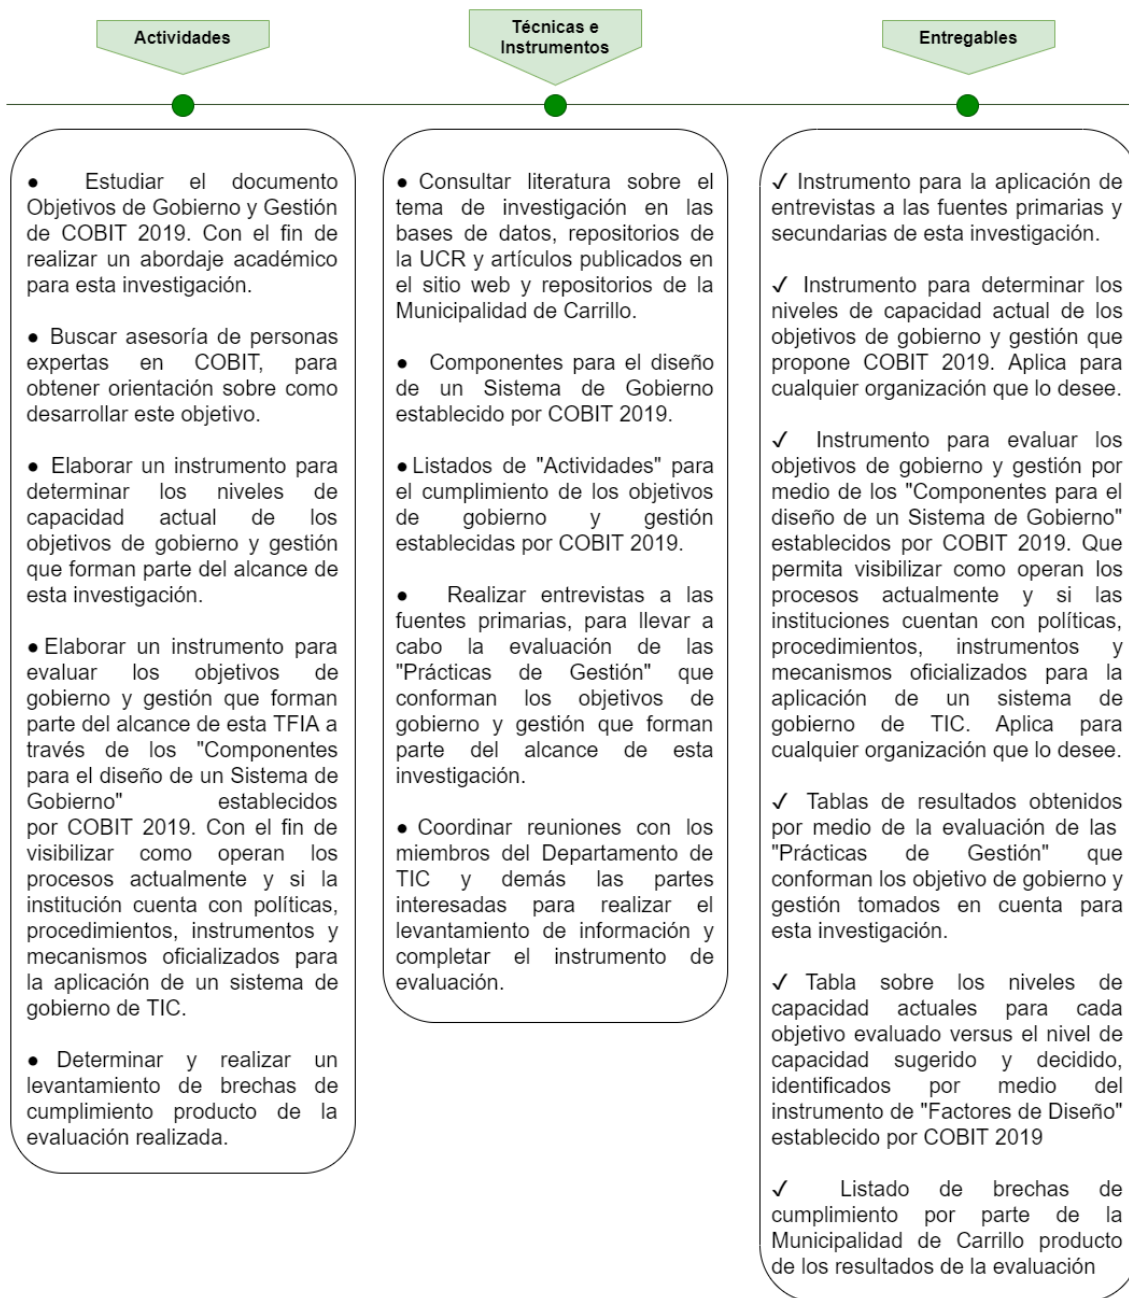 Actividades
Técnicas e
Instrumentos
Entregables
● Estudiar el documento
Objetivos de Gobierno y Gestión
de COBIT 2019. Con el fin de
realizar un abordaje académico
para esta investigación.
● Buscar asesoría de personas
expertas en COBIT, para
obtener orientación sobre como
desarrollar este objetivo.
● Elaborar un instrumento para
determinar los niveles de
capacidad actual de los
objetivos de gobierno y gestión
que forman parte del alcance de
esta investigación.
● Elaborar un instrumento para
evaluar los objetivos de
gobierno y gestión que forman
parte del alcance de esta TFIA a
través de los "Componentes
para el diseño de un Sistema de
Gobierno" establecidos
por COBIT 2019. Con el fin de
visibilizar como operan los
procesos actualmente y si la
institución cuenta con políticas,
procedimientos, instrumentos y
mecanismos oficializados para
la aplicación de un sistema de
gobierno de TIC.
● Determinar y realizar un
levantamiento de brechas de
cumplimiento producto de la
evaluación realizada.
● Consultar literatura sobre el
tema de investigación en las
bases de datos, repositorios de
la UCR y artículos publicados en
el sitio web y repositorios de la
Municipalidad de Carrillo.
● Componentes para el diseño
de un Sistema de Gobierno
establecido por COBIT 2019.
● Listados de "Actividades" para
el cumplimiento de los objetivos
de gobierno y gestión
establecidas por COBIT 2019.
● Realizar entrevistas a las
fuentes primarias, para llevar a
cabo la evaluación de las
"Prácticas de Gestión" que
conforman los objetivos de
gobierno y gestión que forman
parte del alcance de esta
investigación.
● Coordinar reuniones con los
miembros del Departamento de
TIC y demás las partes
interesadas para realizar el
levantamiento de información y
completar el instrumento de
evaluación.
✓ Instrumento para la aplicación de
entrevistas a las fuentes primarias y
secundarias de esta investigación.
✓ Instrumento para determinar los
niveles de capacidad actual de los
objetivos de gobierno y gestión que
propone COBIT 2019. Aplica para
cualquier organización que lo desee.
✓ Instrumento para evaluar los
objetivos de gobierno y gestión por
medio de los "Componentes para el
diseño de un Sistema de Gobierno"
establecidos por COBIT 2019. Que
permita visibilizar como operan los
procesos actualmente y si las
instituciones cuentan con políticas,
procedimientos, instrumentos y
mecanismos oficializados para la
aplicación de un sistema de
gobierno de TIC. Aplica para
cualquier organización que lo desee.
✓ Tablas de resultados obtenidos
por medio de la evaluación de las
"Prácticas de Gestión" que
conforman los objetivo de gobierno y
gestión tomados en cuenta para
esta investigación.
✓ Tabla sobre los niveles de
capacidad actuales para cada
objetivo evaluado versus el nivel de
capacidad sugerido y decidido,
identificados por medio del
instrumento de "Factores de Diseño"
establecido por COBIT 2019
✓ Listado de brechas de
cumplimiento por parte de la
Municipalidad de Carrillo producto
de los resultados de la evaluación